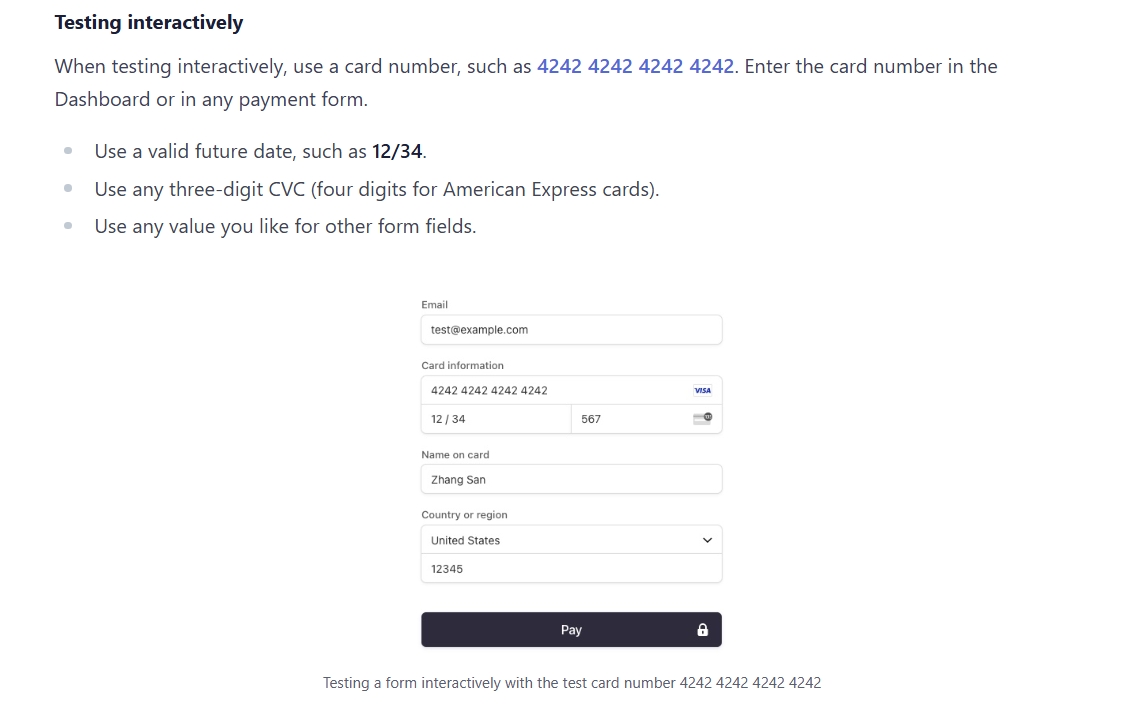 Testing interactively
When testing interactively, use a card number, such as 4242 4242 4242 4242. Enter the card number in the
Dashboard or in any payment form.
Use a valid future date, such as 12/34.
Use any three-digit CVC (four digits for American Express cards).
Use any value you like for other form fields.
Email
test@example.com
Card information
4242 4242 4242 4242 VISA
12 / 34 567
Name on card
Zhang San
Country or region
United States
12345
Pay
Testing a form interactively with the test card number 4242 4242 4242 4242